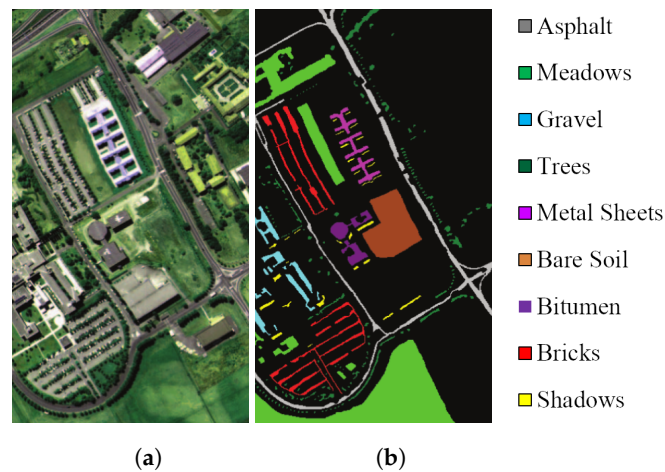 Asphalt
Meadows
Gravel
Trees
Metal Sheets
Bare Soil
Bitumen
Bricks
Shadows
(a) (b)